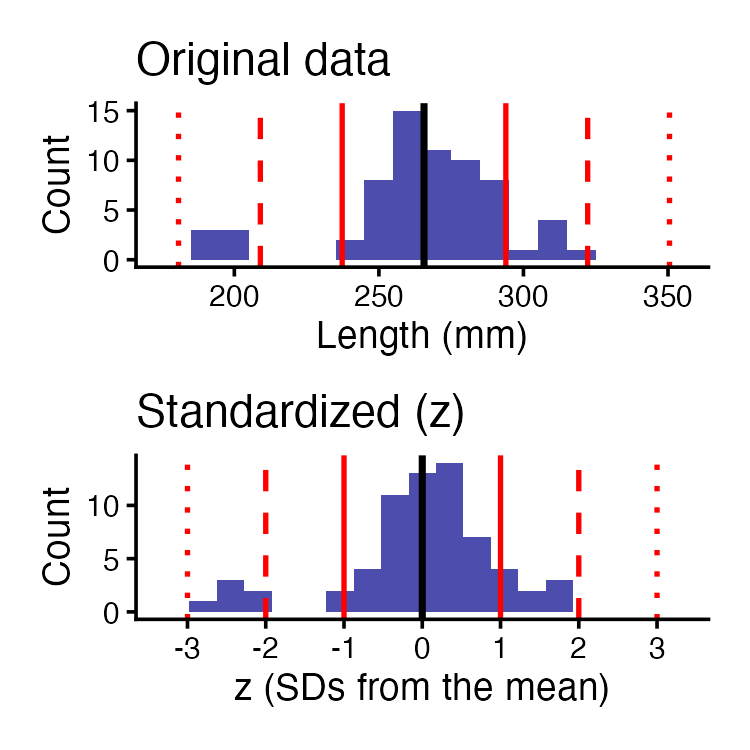 Original data
Count
15
10
5
0
200 250 300 350
Length (mm)
Standardized (z)
Count
10
5
0
-3 -2 -1 0 1 2 3
z (SDs from the mean)